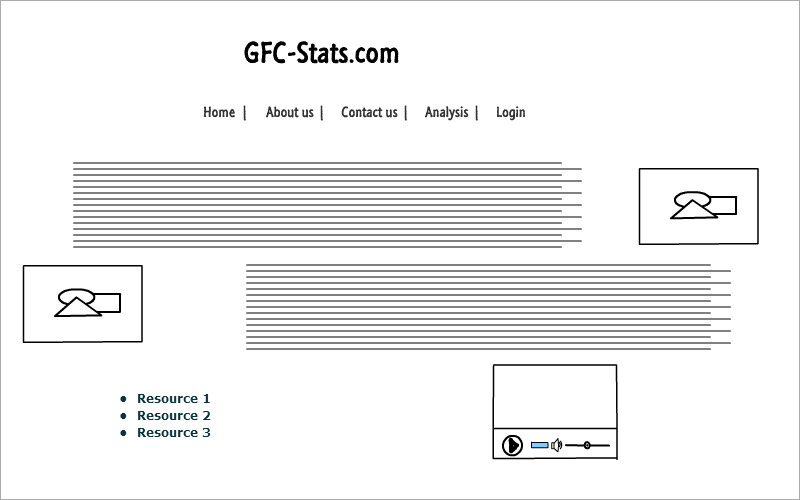 GFC-Stats.com
Home | About us | Contact us | Analysis | Login
• Resource 1
• Resource 2
• Resource 3